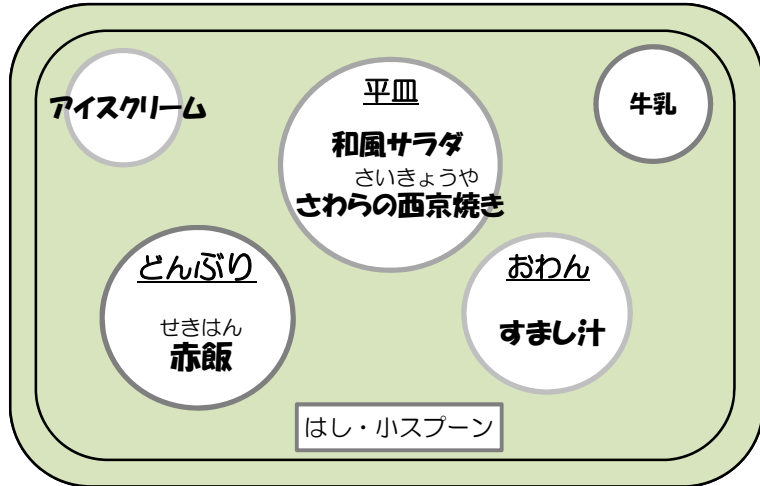 アイスクリーム
平皿
和風サラダ
さいきょうや
さわらの西京焼き
牛乳
どんぶり
せきはん
赤飯
おわん
すまし汁
はし・小スプーン